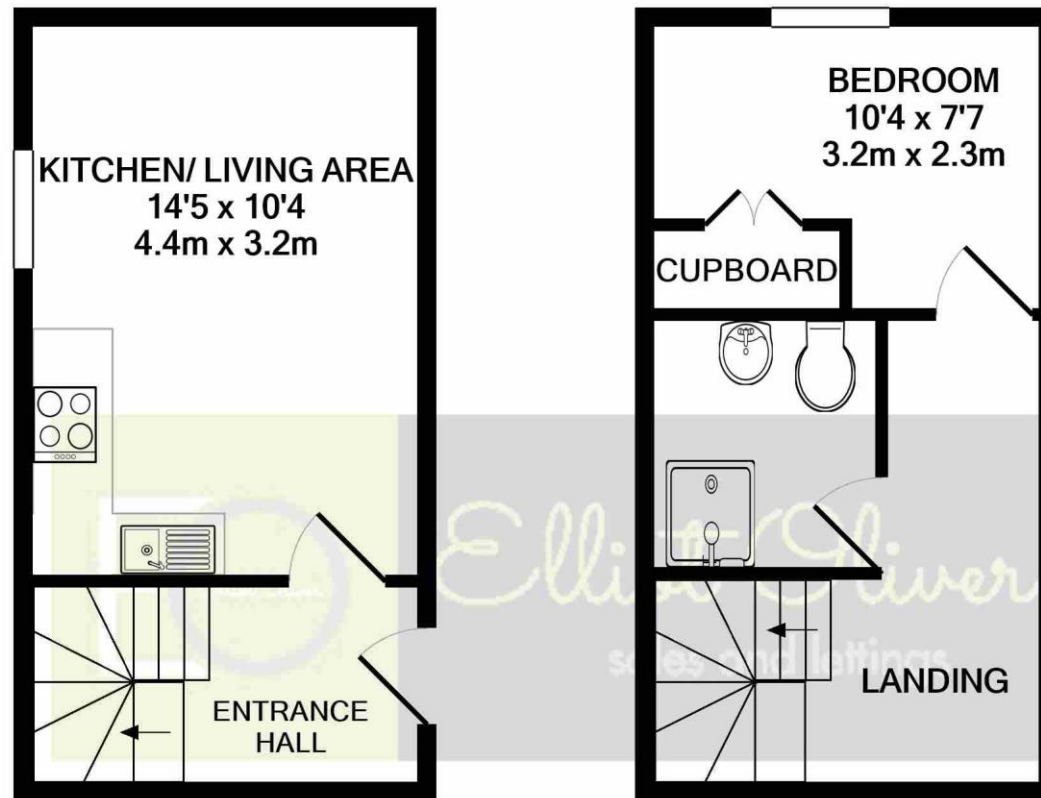 KITCHEN/ LIVING AREA
14'5 x 10'4
4.4m x 3.2m
ENTRANCE
HALL
BEDROOM
10'4 x 7'7
3.2m x 2.3m
CUPBOARD
LANDING
Elliott Oliver
sales and lettings